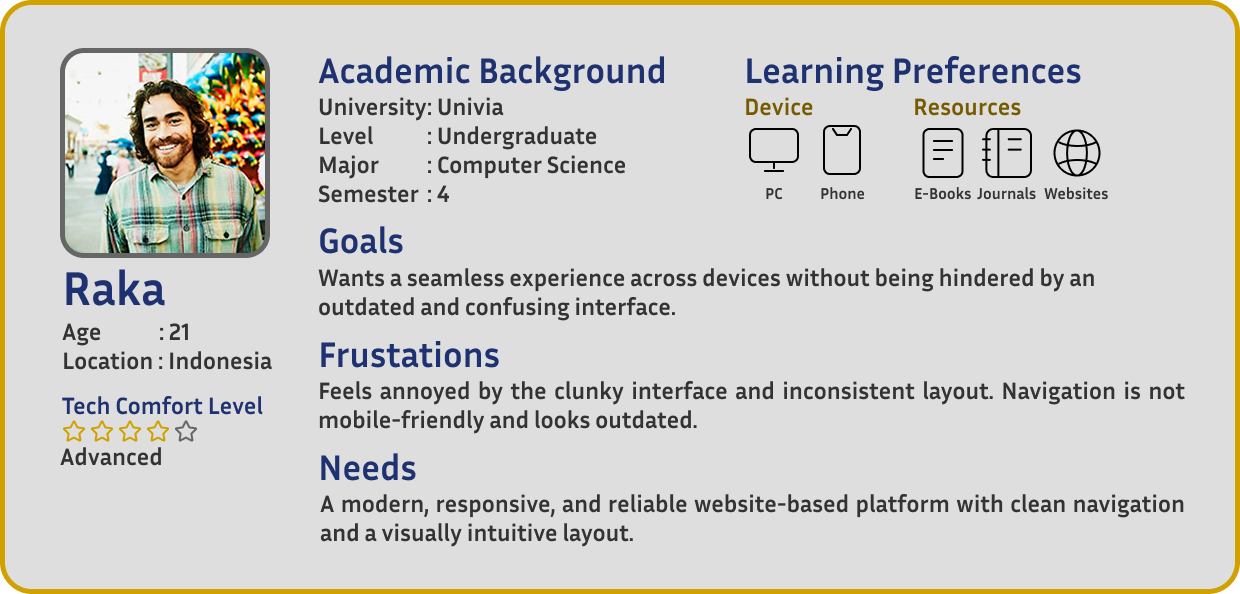 Raka
Age : 21
Location : Indonesia
Tech Comfort Level
Advanced
Academic Background
University: Univia
Level : Undergraduate
Major : Computer Science
Semester : 4
Learning Preferences
Device
Resources
PC
Phone
E-Books
Journals
Websites
Goals
Wants a seamless experience across devices without being hindered by an
outdated and confusing interface.
Frustations
Feels annoyed by the clunky interface and inconsistent layout. Navigation is not
mobile-friendly and looks outdated.
Needs
A modern, responsive, and reliable website-based platform with clean navigation
and a visually intuitive layout.